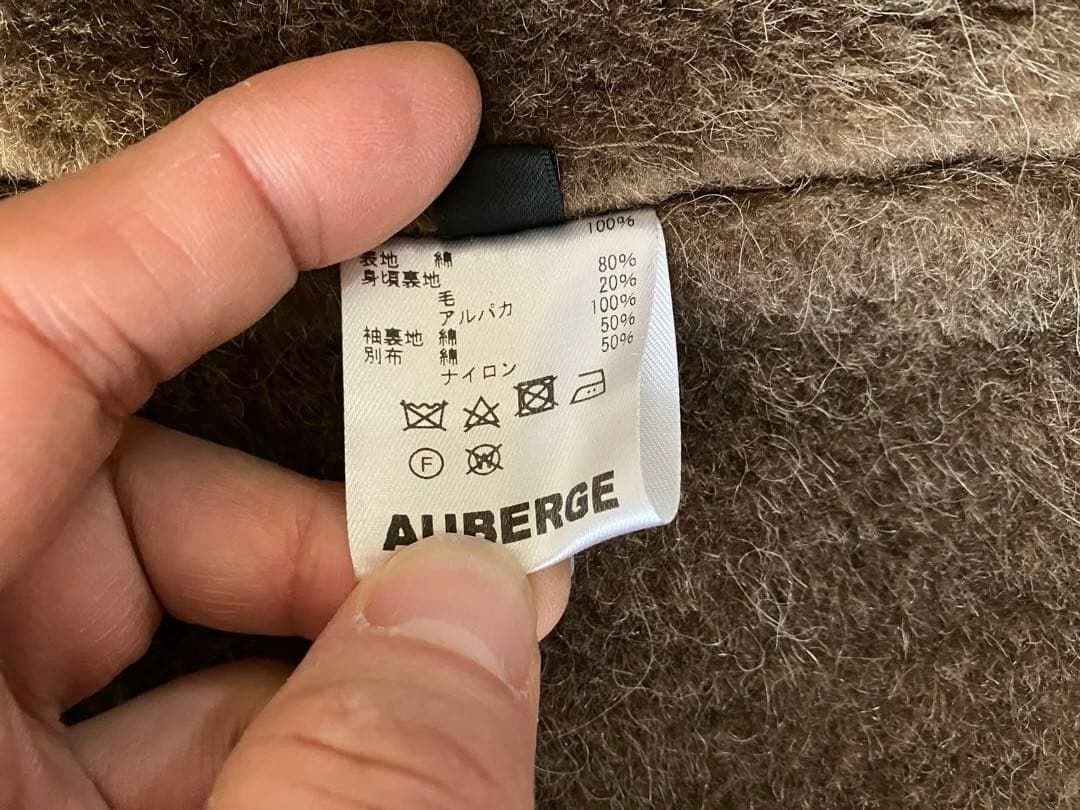 表地 綿 100%
身頃裏地
毛 80%
アルパカ 20%
袖裏地 綿 100%
別布 綿 50%
ナイロン 50%
F W
AUBERGE